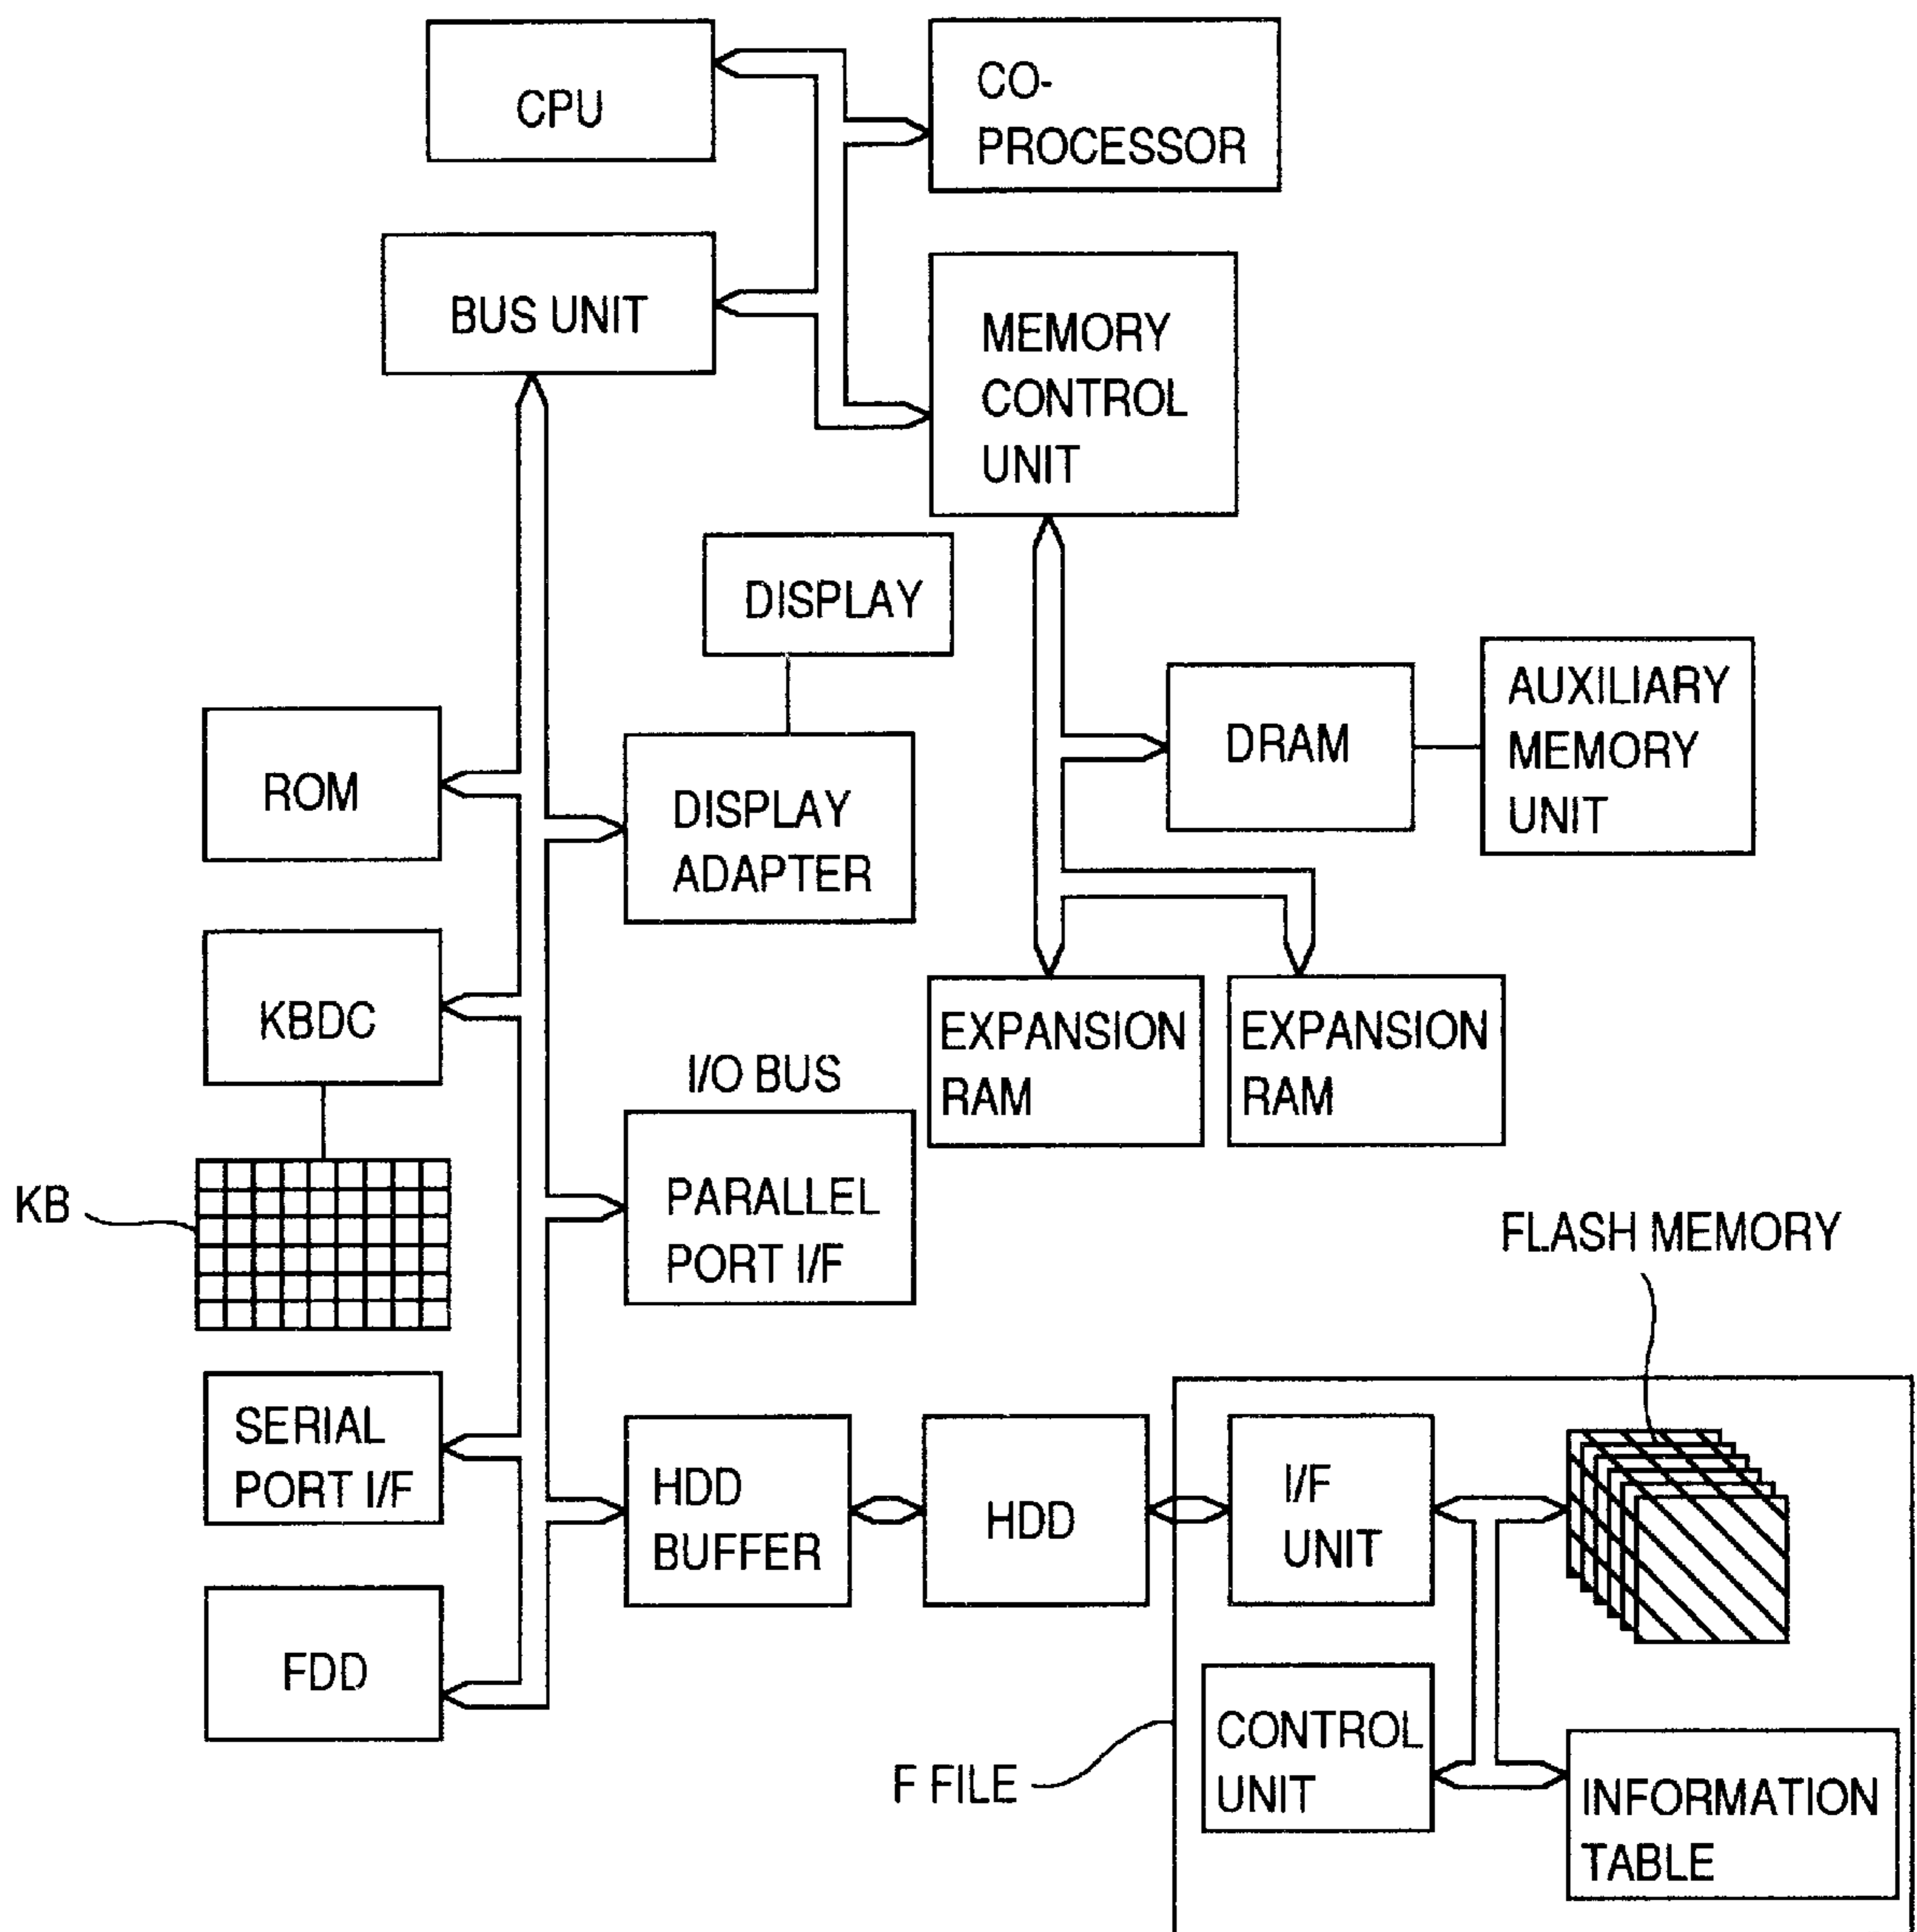 CPU
CO-
PROCESSOR
BUS UNIT
MEMORY
CONTROL
UNIT
DISPLAY
ROM
DISPLAY
ADAPTER
DRAM
AUXILIARY
MEMORY
UNIT
KBDC
EXPANSION
RAM
EXPANSION
RAM
I/O BUS
KB
PARALLEL
PORT I/F
FLASH MEMORY
SERIAL
PORT I/F
HDD
BUFFER
HDD
I/F
UNIT
FDD
F FILE
CONTROL
UNIT
INFORMATION
TABLE